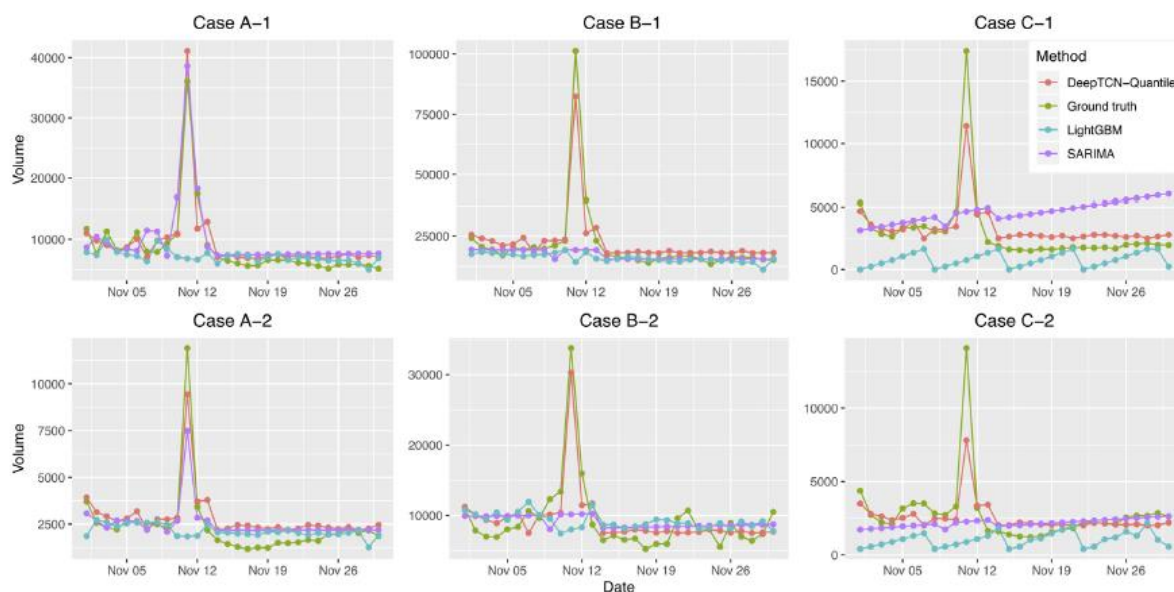 Case A-1
Case B-1
Case C-1
Volume
40000
30000
20000
10000
Nov 05 Nov 12 Nov 19 Nov 26
100000
75000
50000
25000
Nov 05 Nov 12 Nov 19 Nov 26
15000
10000
5000
0
Nov 05 Nov 12 Nov 19 Nov 26
Method
DeepTCN-Quantile
Ground truth
LightGBM
SARIMA
Case A-2
Case B-2
Case C-2
Volume
10000
7500
5000
2500
Nov 05 Nov 12 Nov 19 Nov 26
30000
20000
10000
Nov 05 Nov 12 Nov 19 Nov 26
10000
5000
0
Nov 05 Nov 12 Nov 19 Nov 26
Date